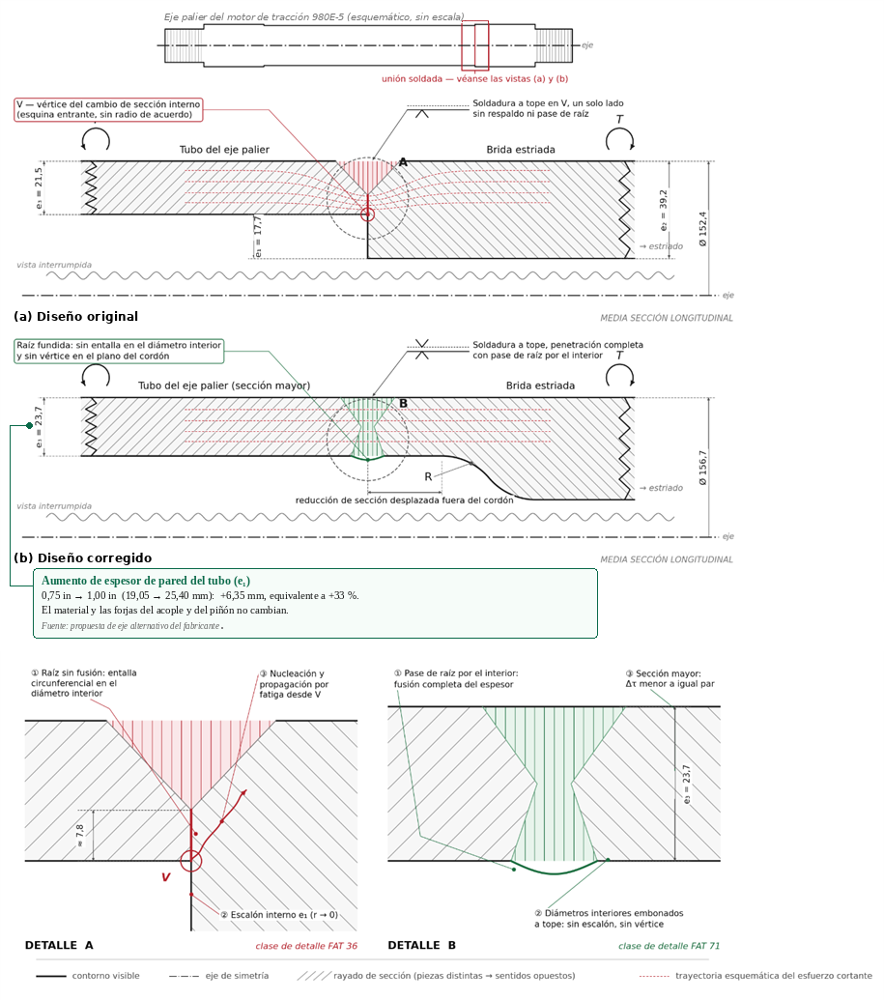 Eje palier del motor de tracción 980E-5 (esquemático, sin escala)
eje
unión soldada — véanse las vistas (a) y (b)
V — vértice del cambio de sección interno
(esquina entrante, sin radio de acuerdo)
Soldadura a tope en V, un solo lado
sin respaldo ni pase de raíz
T
Tubo del eje palier
A
Brida estriada
e₃ = 21,5
e₁ = 17,7
e₂ = 39,2
Ø 152,4
→ estriado
vista interrumpida
eje
(a) Diseño original
MEDIA SECCIÓN LONGITUDINAL
Raíz fundida: sin entalla en el diámetro interior
y sin vértice en el plano del cordón
Soldadura a tope, penetración completa
con pase de raíz por el interior
T
Tubo del eje palier (sección mayor)
B
Brida estriada
e₃ = 23,7
R
Ø 156,7
→ estriado
reducción de sección desplazada fuera del cordón
vista interrumpida
eje
(b) Diseño corregido
MEDIA SECCIÓN LONGITUDINAL
Aumento de espesor de pared del tubo (e₁)
0,75 in → 1,00 in (19,05 → 25,40 mm): +6,35 mm, equivalente a +33 %.
El material y las forjas del acople y del piñón no cambian.
Fuente: propuesta de eje alternativo del fabricante.
① Raíz sin fusión: entalla
circunferencial en el
diámetro interior
③ Nucleación y
propagación por
fatiga desde V
≈ 7,8
V
② Escalón interno e₁ (r → 0)
DETALLE A
clase de detalle FAT 36
① Pase de raíz por el interior:
fusión completa del espesor
③ Sección mayor:
Δτ menor a igual par
e₃ = 23,7
② Diámetros interiores embonados
a tope: sin escalón, sin vértice
DETALLE B
clase de detalle FAT 71
contorno visible
eje de simetría
rayado de sección (piezas distintas → sentidos opuestos)
trayectoria esquemática del esfuerzo cortante